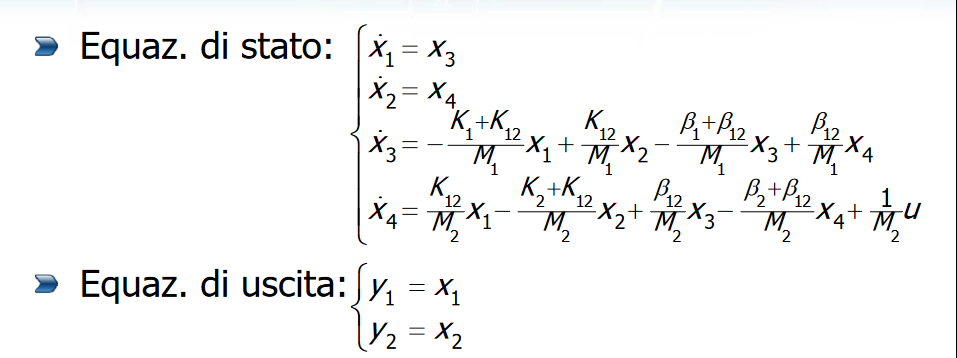 Equaz. di stato:
ẋ₁ = x₃
ẋ₂ = x₄
ẋ₃ = −(K₁+K₁₂)/M₁ x₁ + K₁₂/M₁ x₂ − (β₁+β₁₂)/M₁ x₃ + β₁₂/M₁ x₄
ẋ₄ = K₁₂/M₂ x₁ − (K₂+K₁₂)/M₂ x₂ + β₁₂/M₂ x₃ − (β₂+β₁₂)/M₂ x₄ + 1/M₂ u
Equaz. di uscita:
y₁ = x₁
y₂ = x₂